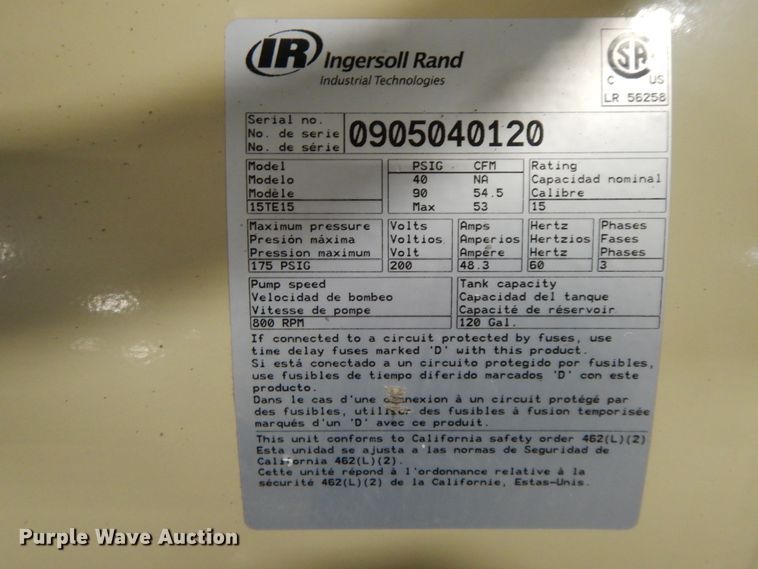 IR Ingersoll Rand
Industrial Technologies
CSA
C US
LR 56258
Serial no.
No. de serie
No. de série
0905040120
Model
Modelo
Modèle
15TE15
PSIG CFM
40 NA
90 54.5
Max 53
Rating
Capacidad nominal
Calibre
15
Maximum pressure
Presión máxima
Pression maximum
175 PSIG
Volts
Voltios
Volt
200
Amps
Amperios
Ampére
48.3
Hertz
Hertzios
Hertz
60
Phases
Fases
Phases
3
Pump speed
Velocidad de bombeo
Vitesse de pompe
800 RPM
Tank capacity
Capacidad del tanque
Capacité de réservoir
120 Gal.
If connected to a circuit protected by fuses, use
time delay fuses marked 'D' with this product.
Si está conectado a un circuito protegido por fusibles,
use fusibles de tiempo diferido marcados 'D' con este
producto.
Dans le cas d'une connexion à un circuit protégé par
des fusibles, utiliser des fusibles à fusion temporisée
marqués d'un 'D' avec ce produit.
This unit conforms to California safety order 462(L)(2)
Esta unidad se ajusta a las normas de Seguridad de
California 462(L)(2).
Cette unité répond à l'ordonnance relative à la
sécurité 462(L)(2) de la Californie, Estas-Unis.
Purple Wave Auction